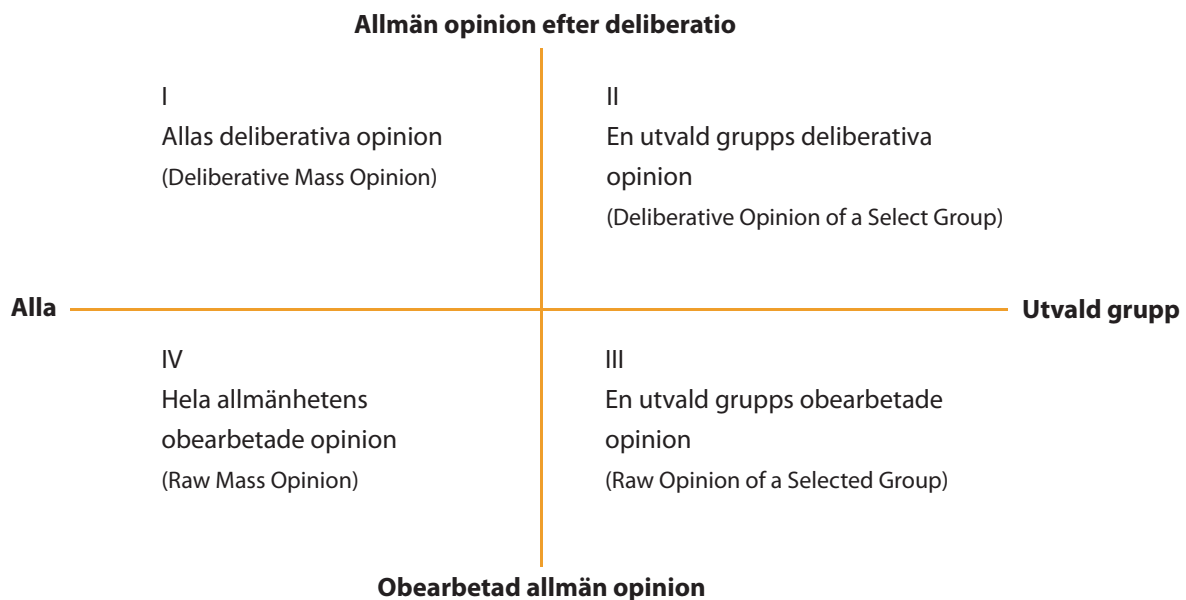 Allmän opinion efter deliberatio
I
Allas deliberativa opinion
(Deliberative Mass Opinion)
II
En utvald grupps deliberativa
opinion
(Deliberative Opinion of a Select Group)
Alla
Utvald grupp
IV
Hela allmänhetens
obearbetade opinion
(Raw Mass Opinion)
III
En utvald grupps obearbetade
opinion
(Raw Opinion of a Selected Group)
Obearbetad allmän opinion